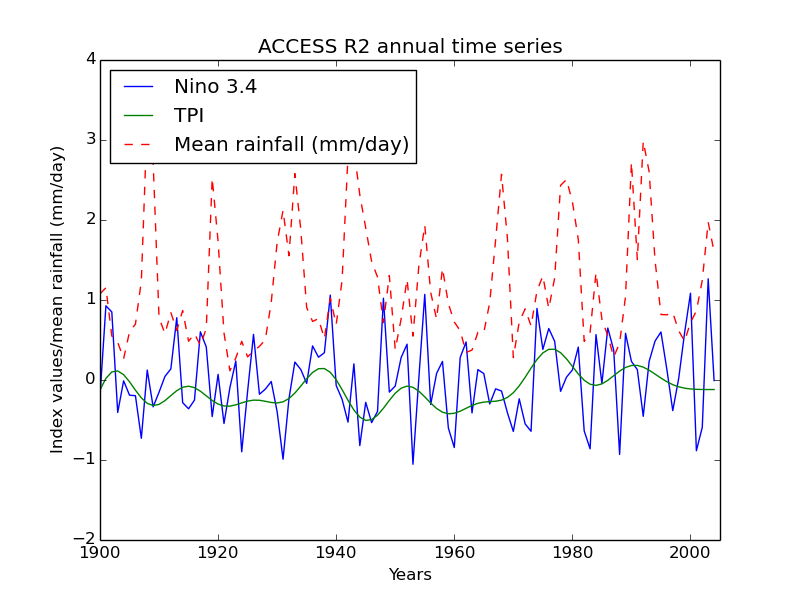 ACCESS R2 annual time series
4
3
2
1
0
−1
−2
Index values/mean rainfall (mm/day)
Nino 3.4
TPI
Mean rainfall (mm/day)
1900 1920 1940 1960 1980 2000
Years